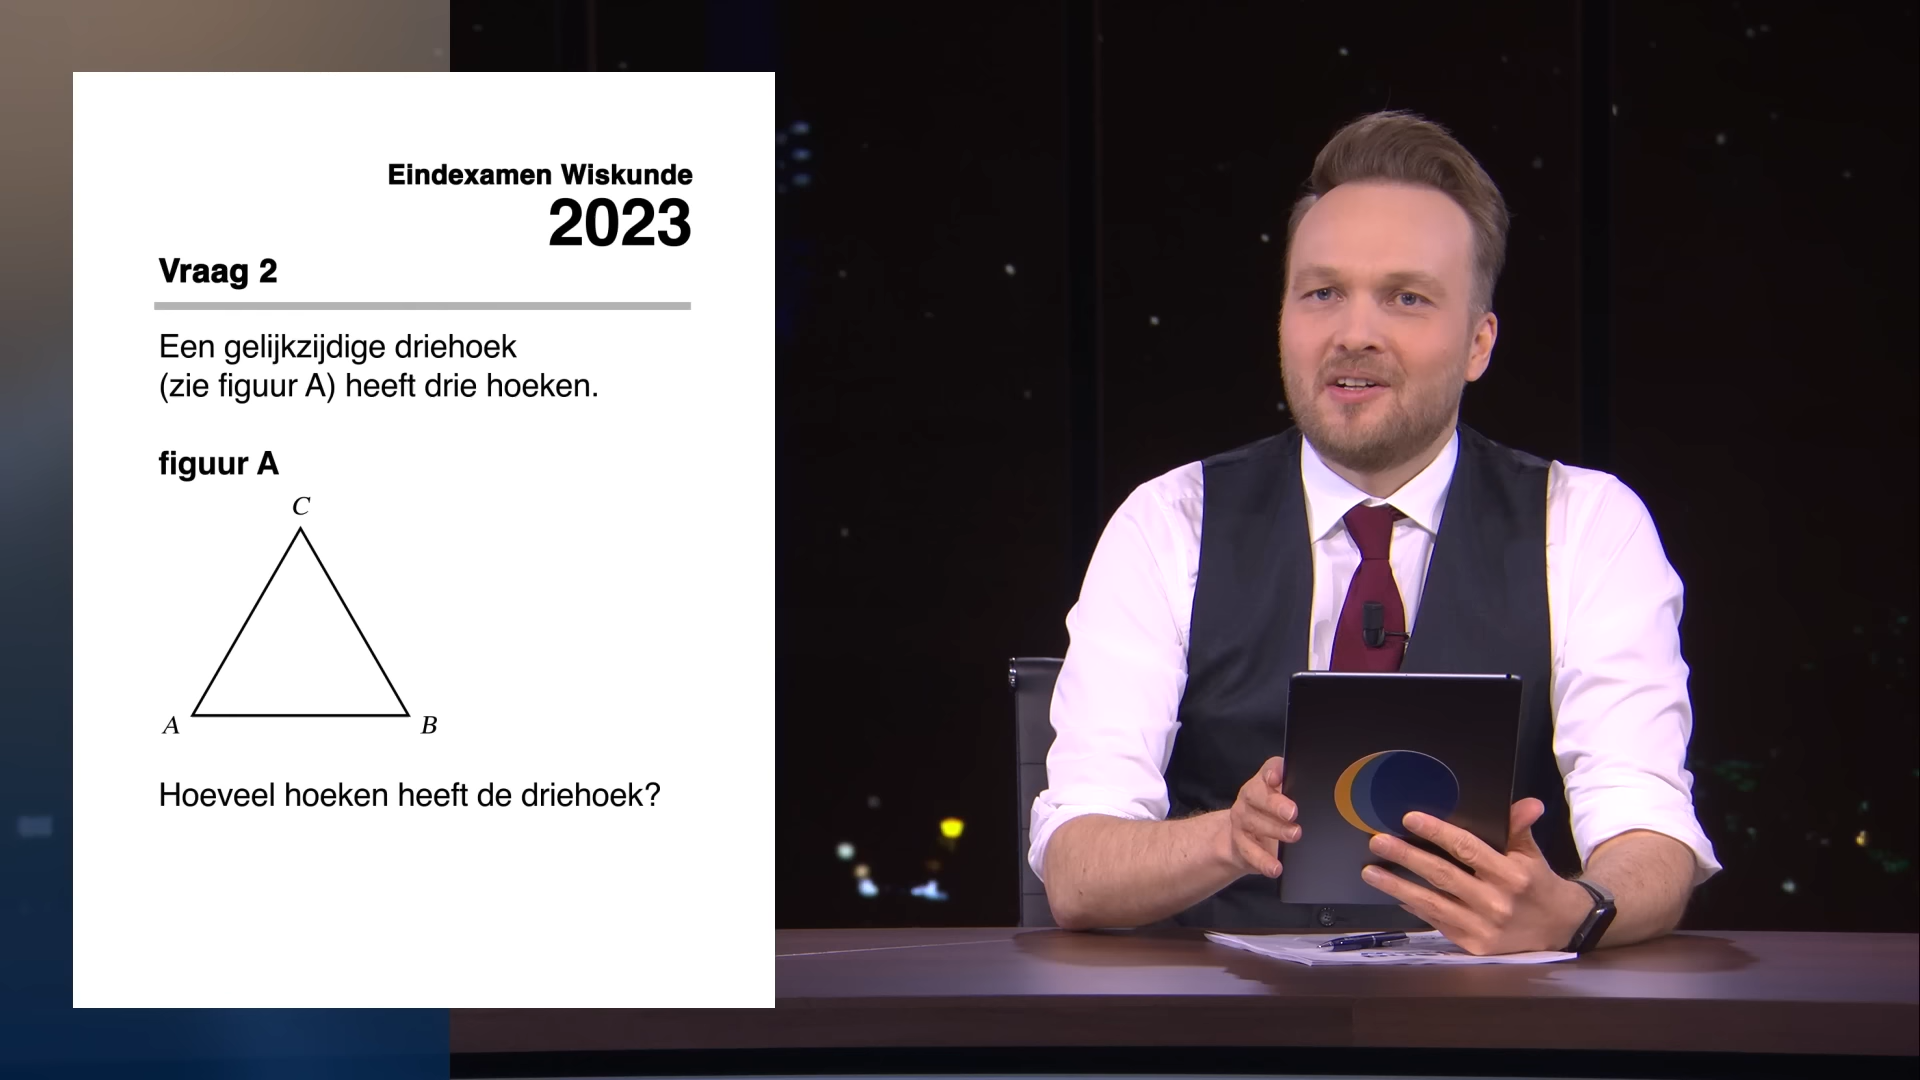 Eindexamen Wiskunde
2023
Vraag 2
Een gelijkzijdige driehoek
(zie figuur A) heeft drie hoeken.
figuur A
C
A
B
Hoeveel hoeken heeft de driehoek?